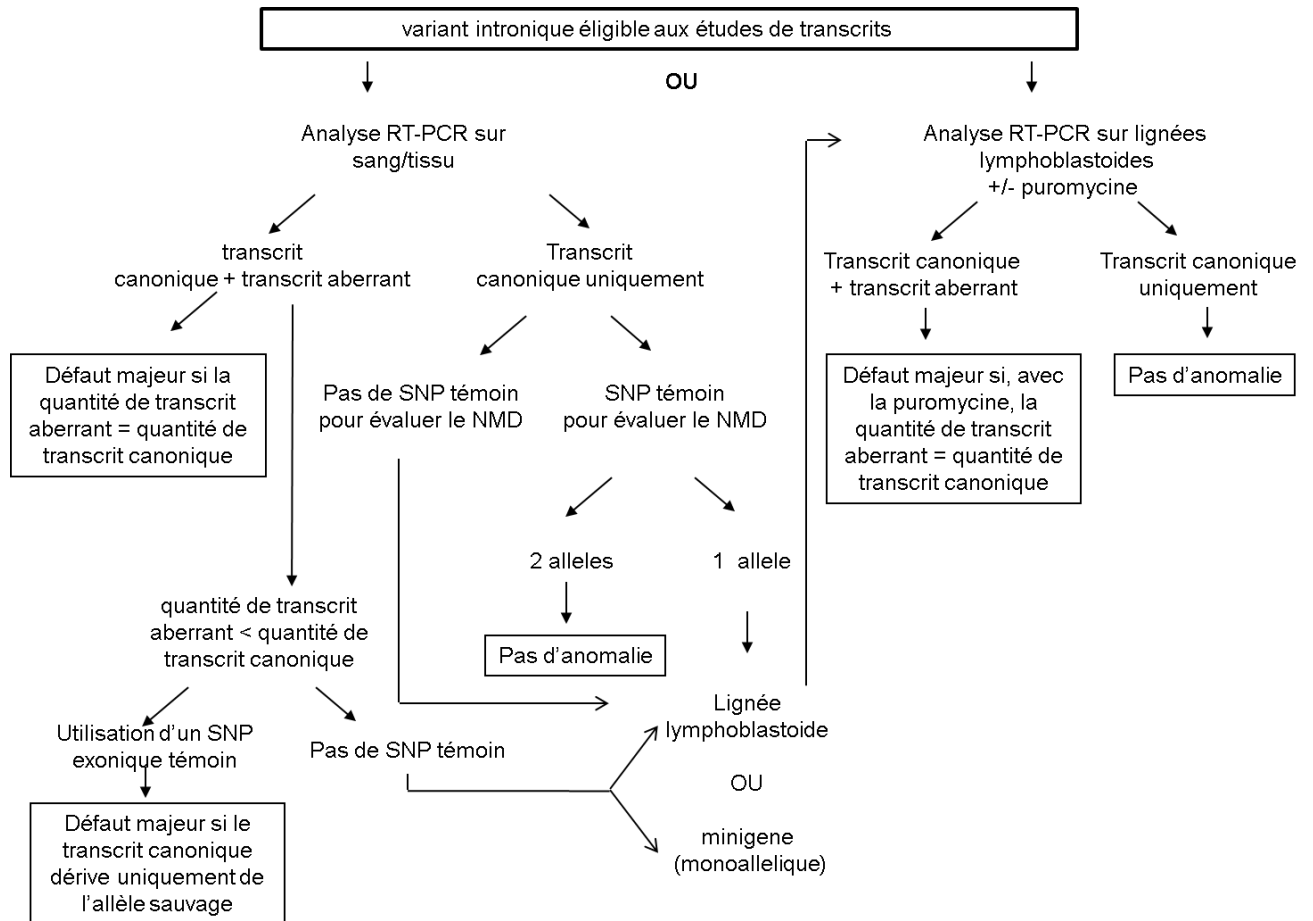 variant intronique éligible aux études de transcrits
OU
Analyse RT-PCR sur
sang/tissu
Analyse RT-PCR sur lignées
lymphoblastoides
+/- puromycine
transcrit
canonique + transcrit aberrant
Transcrit
canonique uniquement
Transcrit canonique
+ transcrit aberrant
Transcrit canonique
uniquement
Défaut majeur si la
quantité de transcrit
aberrant = quantité de
transcrit canonique
Pas de SNP témoin
pour évaluer le NMD
SNP témoin
pour évaluer le NMD
Défaut majeur si, avec
la puromycine, la
quantité de transcrit
aberrant = quantité de
transcrit canonique
Pas d'anomalie
2 alleles
1 allele
quantité de transcrit
aberrant < quantité de
transcrit canonique
Pas d'anomalie
Utilisation d'un SNP
exonique témoin
Pas de SNP témoin
Lignée
lymphoblastoide
OU
minigene
(monoallelique)
Défaut majeur si le
transcrit canonique
dérive uniquement de
l'allèle sauvage